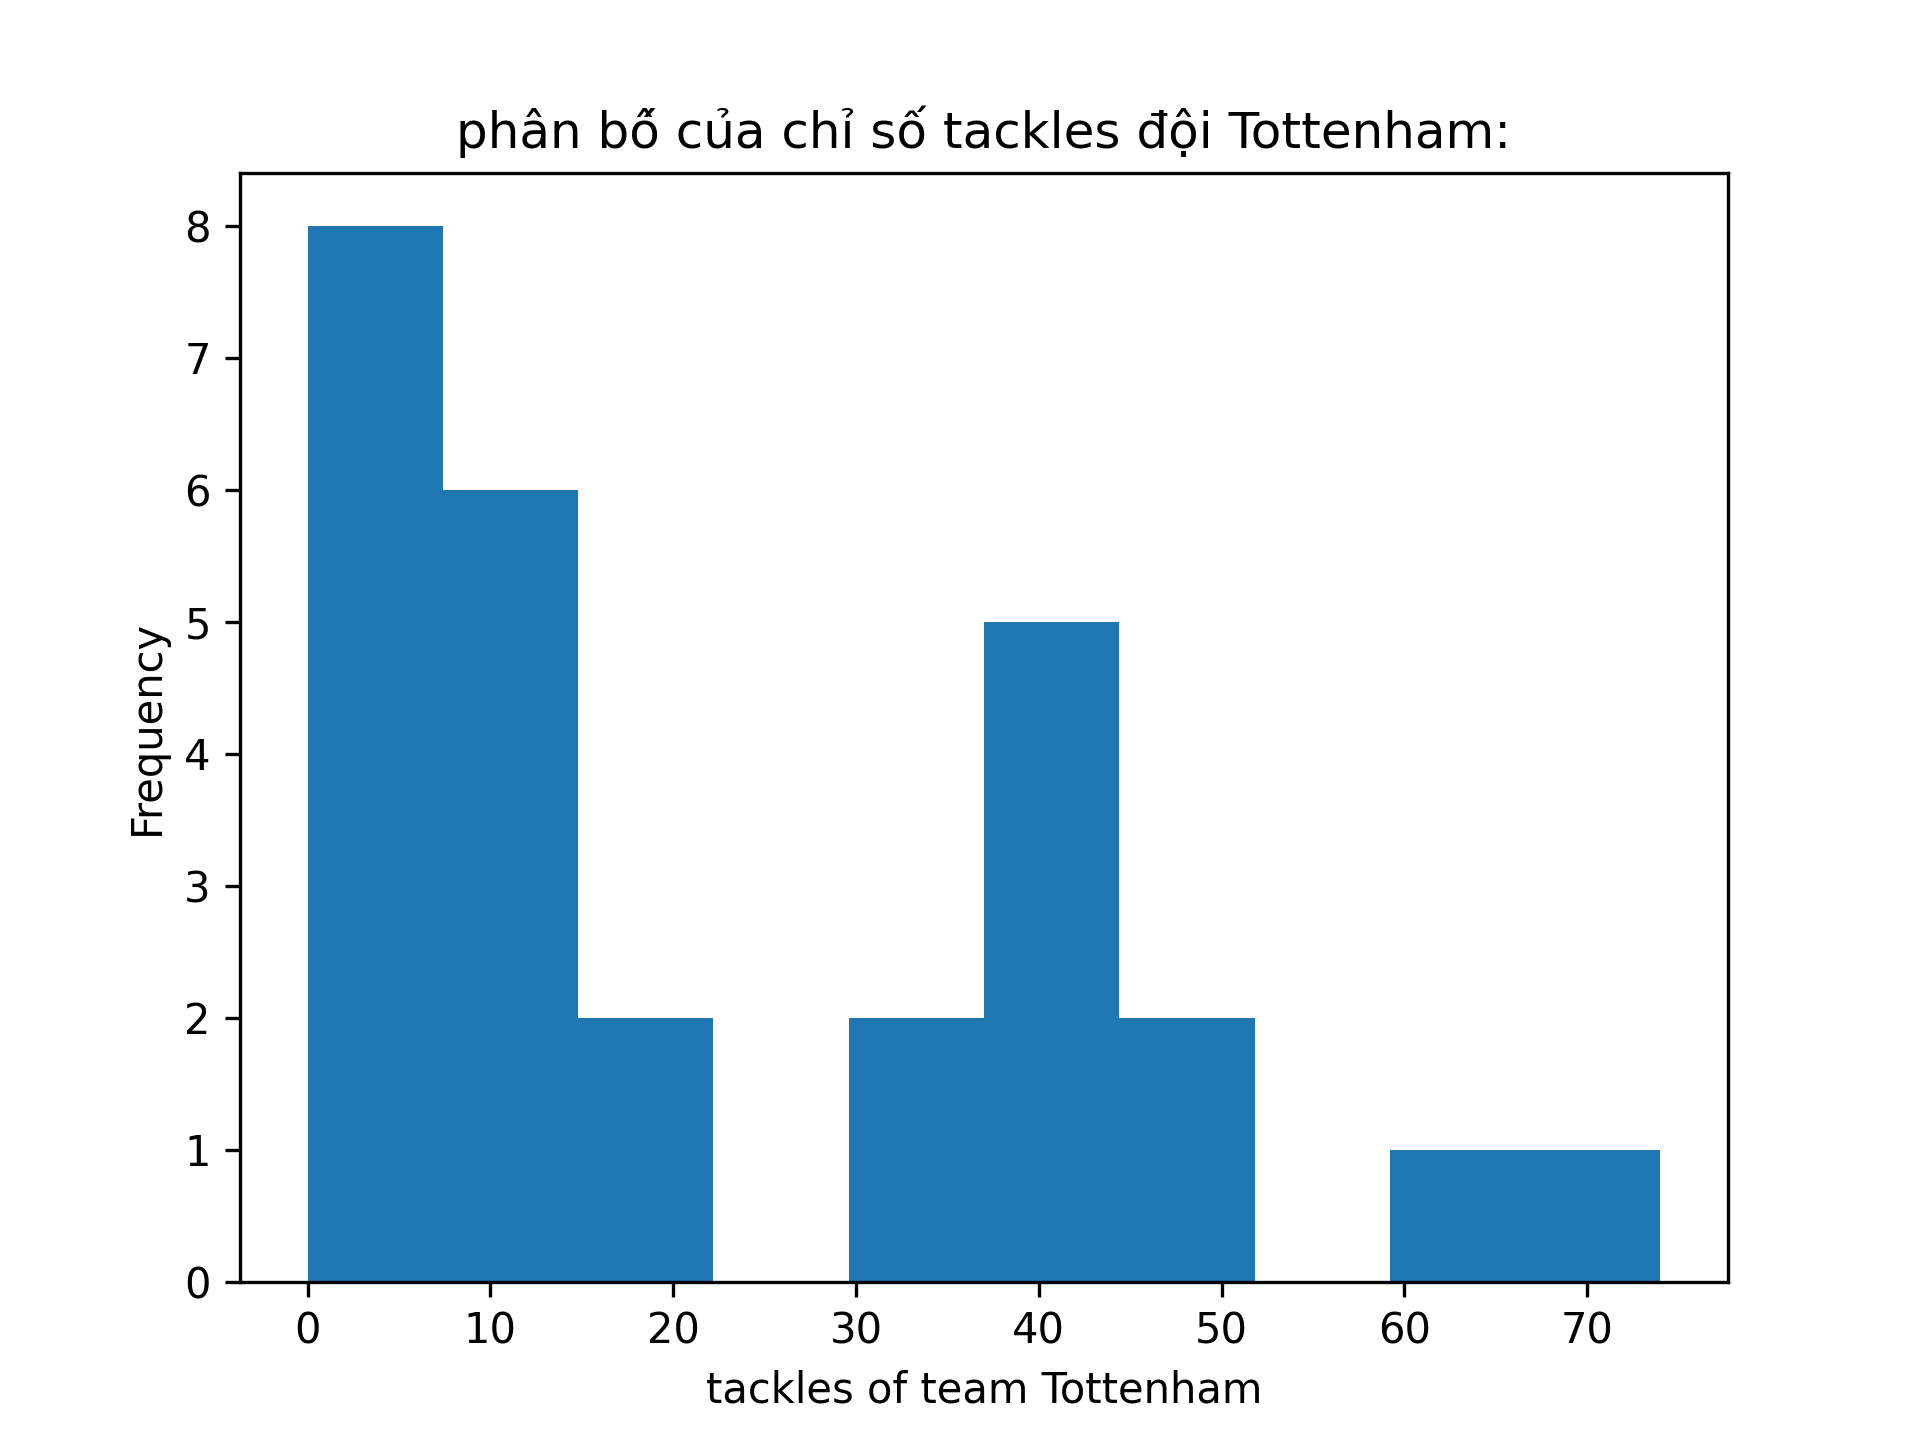 phân bố của chỉ số tackles đội Tottenham:
Frequency
8
7
6
5
4
3
2
1
0
0 10 20 30 40 50 60 70
tackles of team Tottenham